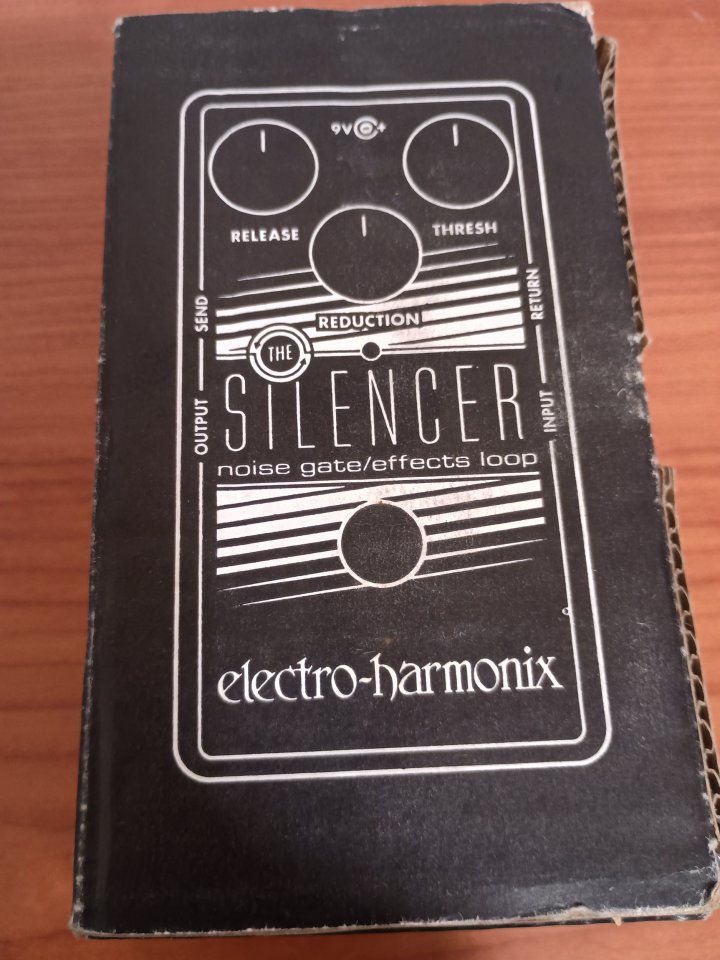 9V +
RELEASE
THRESH
REDUCTION
SEND
RETURN
THE
SILENCER
OUTPUT
INPUT
noise gate/effects loop
electro-harmonix